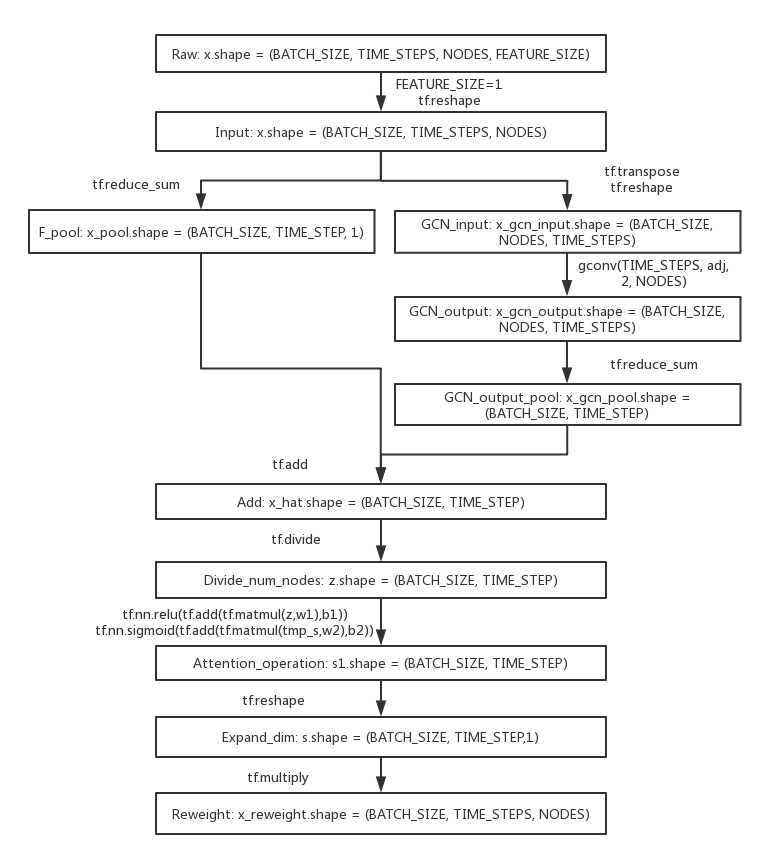 Raw: x.shape = (BATCH_SIZE, TIME_STEPS, NODES, FEATURE_SIZE)
FEATURE_SIZE=1
tf.reshape
Input: x.shape = (BATCH_SIZE, TIME_STEPS, NODES)
tf.reduce_sum
tf.transpose
tf.reshape
F_pool: x_pool.shape = (BATCH_SIZE, TIME_STEP, 1)
GCN_input: x_gcn_input.shape = (BATCH_SIZE,
NODES, TIME_STEPS)
gconv(TIME_STEPS, adj,
2, NODES)
GCN_output: x_gcn_output.shape = (BATCH_SIZE,
NODES, TIME_STEPS)
tf.reduce_sum
GCN_output_pool: x_gcn_pool.shape =
(BATCH_SIZE, TIME_STEP)
tf.add
Add: x_hat.shape = (BATCH_SIZE, TIME_STEP)
tf.divide
Divide_num_nodes: z.shape = (BATCH_SIZE, TIME_STEP)
tf.nn.relu(tf.add(tf.matmul(z,w1),b1))
tf.nn.sigmoid(tf.add(tf.matmul(tmp_s,w2),b2))
Attention_operation: s1.shape = (BATCH_SIZE, TIME_STEP)
tf.reshape
Expand_dim: s.shape = (BATCH_SIZE, TIME_STEP,1)
tf.multiply
Reweight: x_reweight.shape = (BATCH_SIZE, TIME_STEPS, NODES)